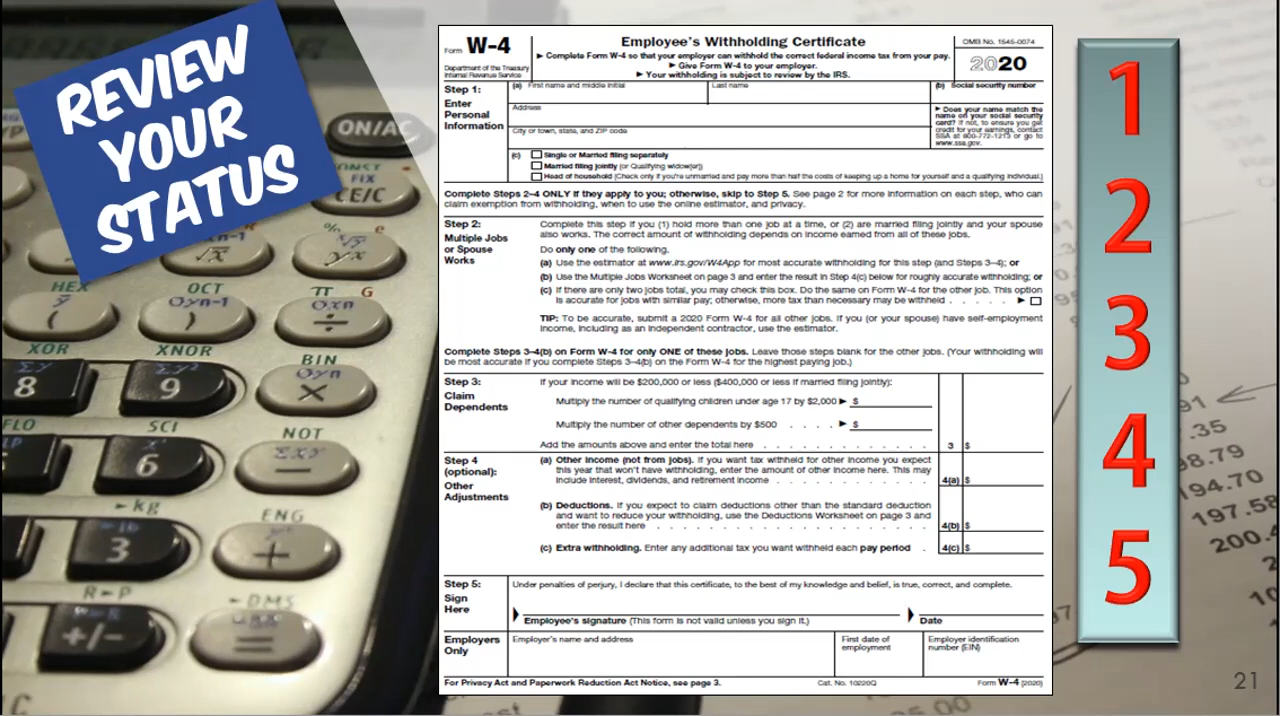 REVIEW
YOUR
STATUS
Form W-4
Department of the Treasury
Internal Revenue Service
Employee's Withholding Certificate
▶ Complete Form W-4 so that your employer can withhold the correct federal income tax from your pay.
▶ Give Form W-4 to your employer.
▶ Your withholding is subject to review by the IRS.
OMB No. 1545-0074
2020
Step 1:
Enter
Personal
Information
(a) First name and middle initial
Last name
(b) Social security number
Address
City or town, state, and ZIP code
▶ Does your name match the
name on your social security
card? If not, to ensure you get
credit for your earnings, contact
SSA at 800-772-1213 or go to
www.ssa.gov.
(c) Single or Married filing separately
Married filing jointly (or Qualifying widow(er))
Head of household (Check only if you're unmarried and pay more than half the costs of keeping up a home for yourself and a qualifying individual.)
Complete Steps 2–4 ONLY if they apply to you; otherwise, skip to Step 5. See page 2 for more information on each step, who can
claim exemption from withholding, when to use the online estimator, and privacy.
Step 2:
Multiple Jobs
or Spouse
Works
Complete this step if you (1) hold more than one job at a time, or (2) are married filing jointly and your spouse
also works. The correct amount of withholding depends on income earned from all of these jobs.
Do only one of the following.
(a) Use the estimator at www.irs.gov/W4App for most accurate withholding for this step (and Steps 3–4); or
(b) Use the Multiple Jobs Worksheet on page 3 and enter the result in Step 4(c) below for roughly accurate withholding; or
(c) If there are only two jobs total, you may check this box. Do the same on Form W-4 for the other job. This option
is accurate for jobs with similar pay; otherwise, more tax than necessary may be withheld . . . . . ▶
TIP: To be accurate, submit a 2020 Form W-4 for all other jobs. If you (or your spouse) have self-employment
income, including as an independent contractor, use the estimator.
Complete Steps 3–4(b) on Form W-4 for only ONE of these jobs. Leave those steps blank for the other jobs. (Your withholding will
be most accurate if you complete Steps 3–4(b) on the Form W-4 for the highest paying job.)
Step 3:
Claim
Dependents
If your income will be $200,000 or less ($400,000 or less if married filing jointly):
Multiply the number of qualifying children under age 17 by $2,000 ▶ $
Multiply the number of other dependents by $500 . . . . ▶ $
Add the amounts above and enter the total here . . . . . . . . . . . . . 3 $
Step 4
(optional):
Other
Adjustments
(a) Other income (not from jobs). If you want tax withheld for other income you expect
this year that won't have withholding, enter the amount of other income here. This may
include interest, dividends, and retirement income . . . . . . . . . . . . 4(a) $
(b) Deductions. If you expect to claim deductions other than the standard deduction
and want to reduce your withholding, use the Deductions Worksheet on page 3 and
enter the result here . . . . . . . . . . . . . . . . . . . . . 4(b) $
(c) Extra withholding. Enter any additional tax you want withheld each pay period . 4(c) $
Step 5:
Sign
Here
Under penalties of perjury, I declare that this certificate, to the best of my knowledge and belief, is true, correct, and complete.
Employee's signature (This form is not valid unless you sign it.)
Date
Employers
Only
Employer's name and address
First date of
employment
Employer identification
number (EIN)
For Privacy Act and Paperwork Reduction Act Notice, see page 3.
Cat. No. 10220Q
Form W-4 (2020)
1
2
3
4
5
21
ON/AC
FIX
CE/C
HEX
OCT
π G
(
)
÷
XOR
XNOR
BIN
8
9
×
SCI
NOT
6
−
kg
ENG
3
+
R►P
►DMS
+/−
=
91
.35
98.79
194.70
197.58
200.4